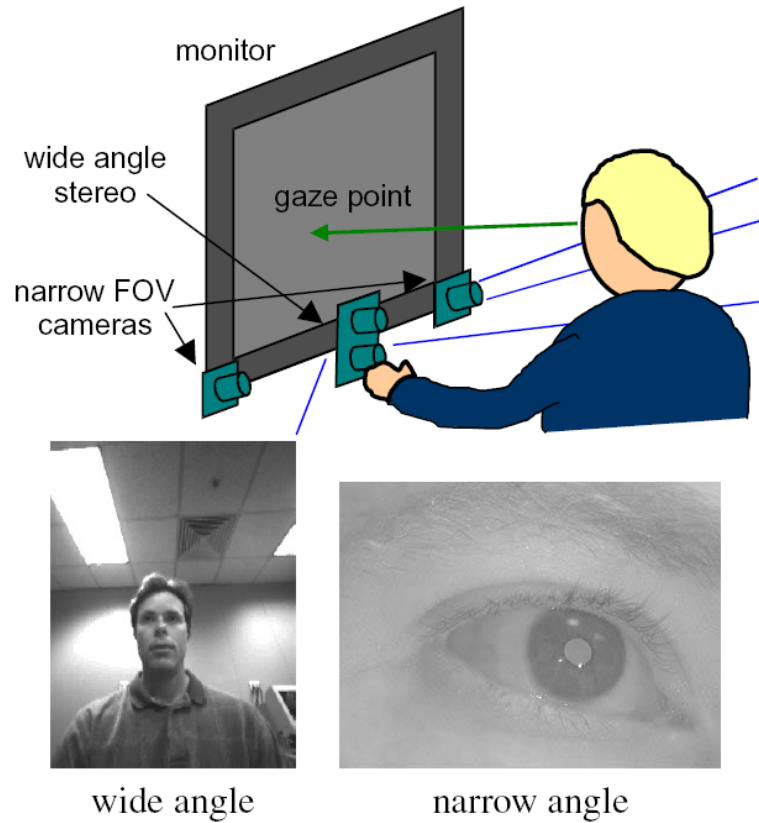 monitor
wide angle
stereo
gaze point
narrow FOV
cameras
wide angle
narrow angle